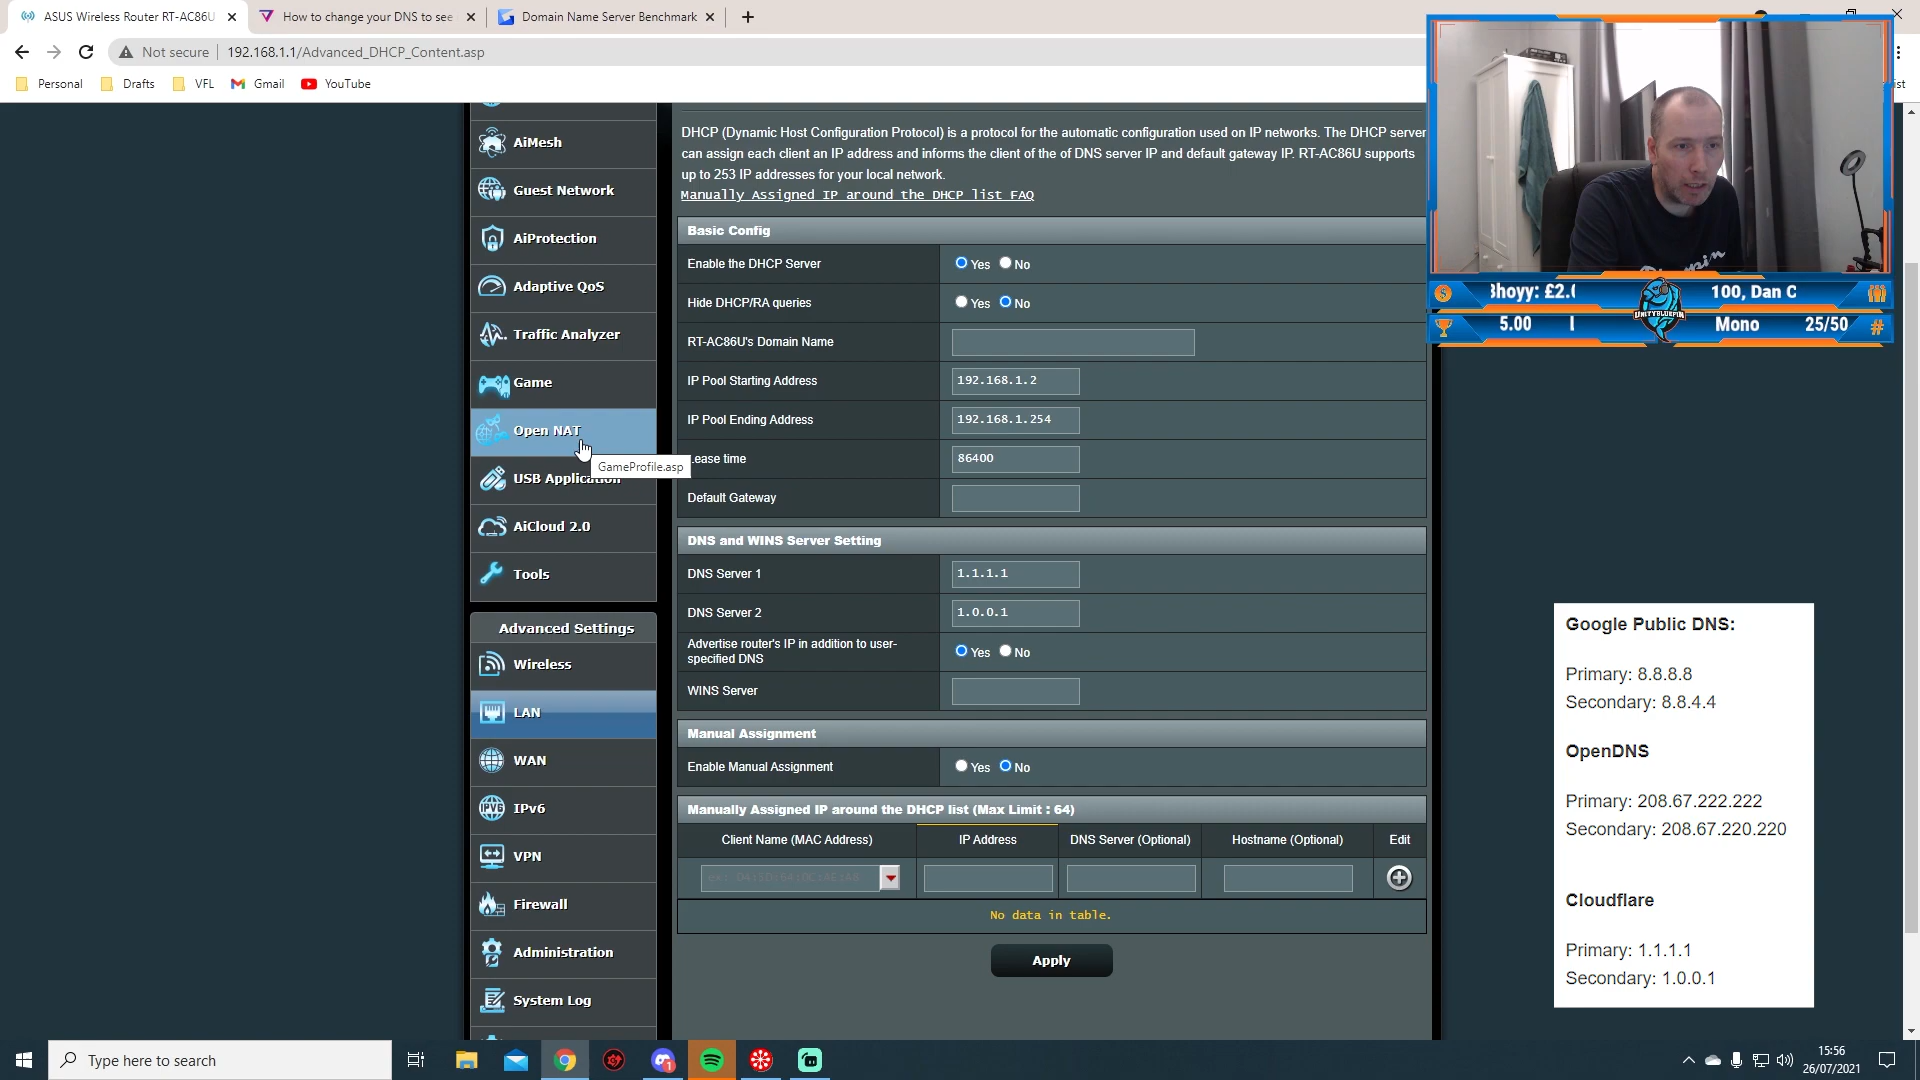 ASUS Wireless Router RT-AC86U
How to change your DNS to see
Domain Name Server Benchmark
Not secure
192.168.1.1/Advanced_DHCP_Content.asp
Personal
Drafts
VFL
Gmail
YouTube
ist
AiMesh
Guest Network
AiProtection
Adaptive QoS
Traffic Analyzer
Game
Open NAT
GameProfile.asp
USB Application
AiCloud 2.0
Tools
Advanced Settings
Wireless
LAN
WAN
IPv6
VPN
Firewall
Administration
System Log
DHCP (Dynamic Host Configuration Protocol) is a protocol for the automatic configuration used on IP networks. The DHCP server
can assign each client an IP address and informs the client of the of DNS server IP and default gateway IP. RT-AC86U supports
up to 253 IP addresses for your local network.
Manually Assigned IP around the DHCP list FAQ
Basic Config
Enable the DHCP Server Yes No
Hide DHCP/RA queries Yes No
RT-AC86U's Domain Name
IP Pool Starting Address 192.168.1.2
IP Pool Ending Address 192.168.1.254
ease time 86400
Default Gateway
DNS and WINS Server Setting
DNS Server 1 1.1.1.1
DNS Server 2 1.0.0.1
Advertise router's IP in addition to user-
specified DNS Yes No
WINS Server
Manual Assignment
Enable Manual Assignment Yes No
Manually Assigned IP around the DHCP list (Max Limit : 64)
Client Name (MAC Address) IP Address DNS Server (Optional) Hostname (Optional) Edit
No data in table.
Apply
Bhoyy: £2.0
100, Dan C
5.00
Mono 25/50
UNITYBLUEFIN
Google Public DNS:
Primary: 8.8.8.8
Secondary: 8.8.4.4
OpenDNS
Primary: 208.67.222.222
Secondary: 208.67.220.220
Cloudflare
Primary: 1.1.1.1
Secondary: 1.0.0.1
Type here to search
15:56
26/07/2021